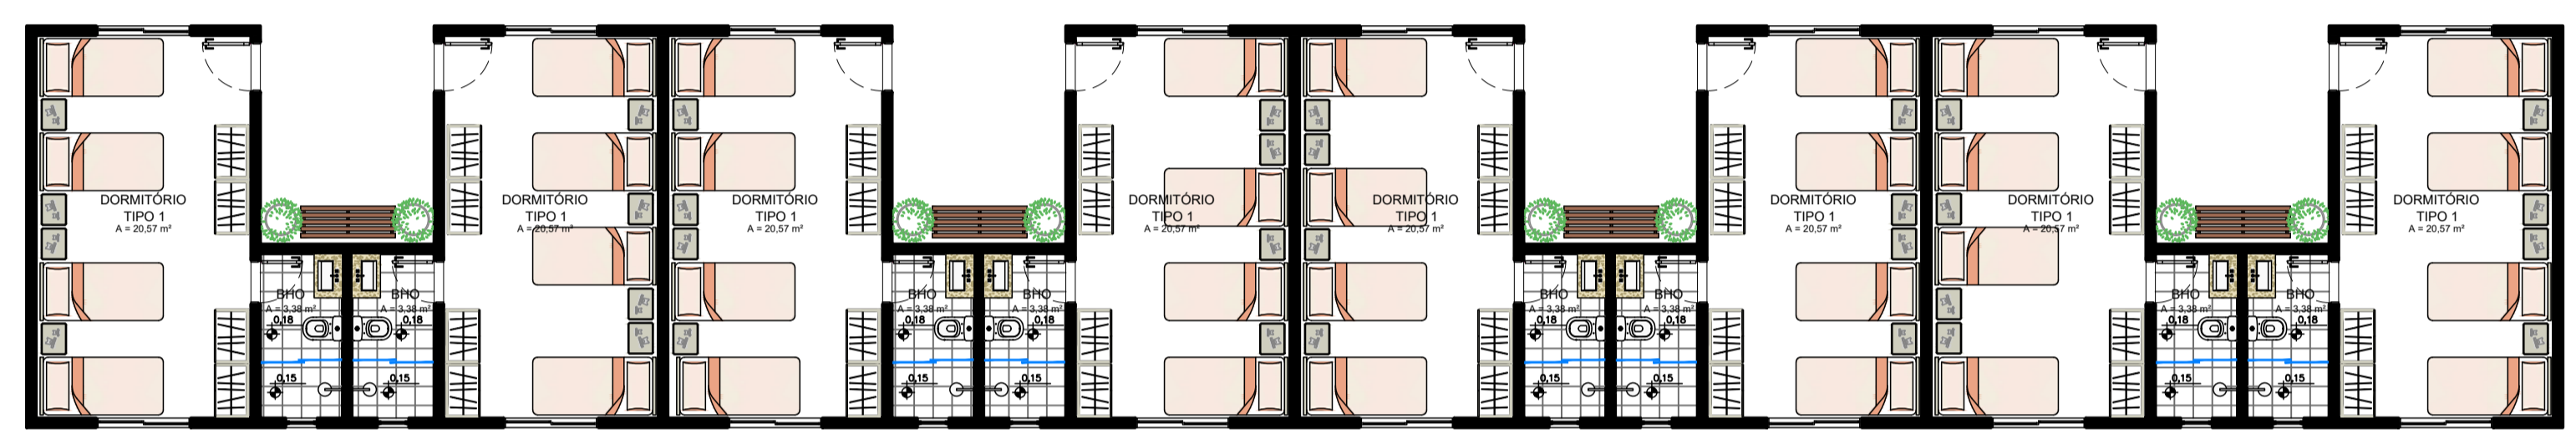 DORMITÓRIO
TIPO 1
A = 20,57 m²
DORMITÓRIO
TIPO 1
A = 20,57 m²
DORMITÓRIO
TIPO 1
A = 20,57 m²
DORMITÓRIO
TIPO 1
A = 20,57 m²
DORMITÓRIO
TIPO 1
A = 20,57 m²
DORMITÓRIO
TIPO 1
A = 20,57 m²
DORMITÓRIO
TIPO 1
A = 20,57 m²
DORMITÓRIO
TIPO 1
A = 20,57 m²
BHO
A = 3,38 m²
0,18
0,15
BHO
A = 3,38 m²
0,18
0,15
BHO
A = 3,38 m²
0,18
0,15
BHO
A = 3,38 m²
0,18
0,15
BHO
A = 3,38 m²
0,18
0,15
BHO
A = 3,38 m²
0,18
0,15
BHO
A = 3,38 m²
0,18
0,15
BHO
A = 3,38 m²
0,18
0,15